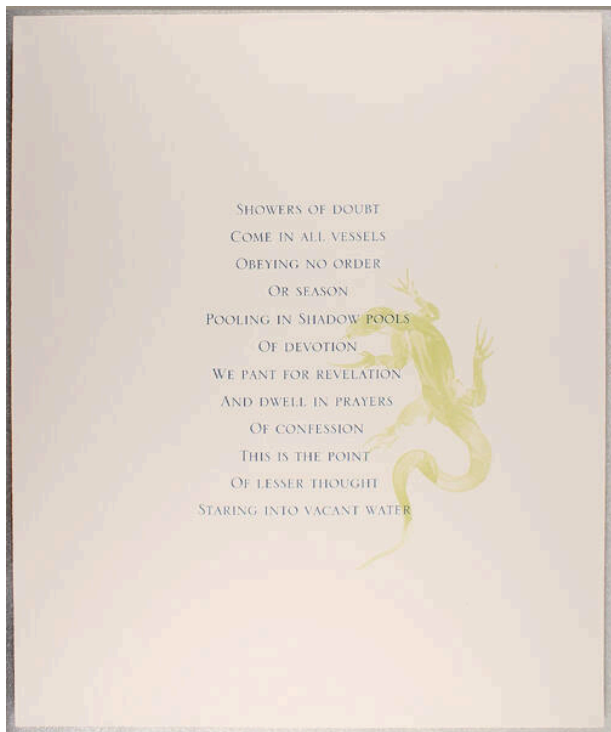 Showers of doubt
Come in all vessels
Obeying no order
Or season
Pooling in Shadow pools
Of devotion
We pant for revelation
And dwell in prayers
Of confession
This is the point
Of lesser thought
Staring into vacant water